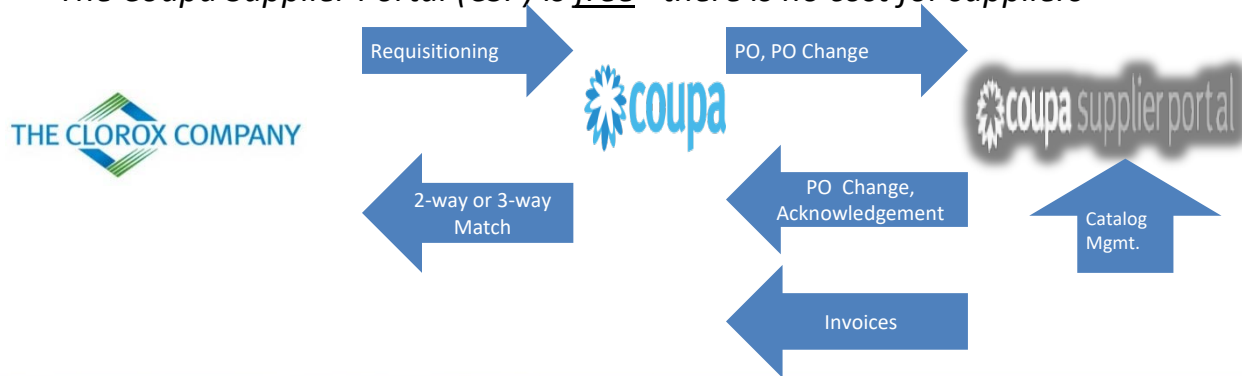 The Coupa Supplier Portal (CSP) is free - there is no cost for suppliers
Requisitioning
PO, PO Change
THE CLOROX COMPANY
coupa
coupa supplier portal
2-way or 3-way
Match
PO Change,
Acknowledgement
Catalog
Mgmt.
Invoices